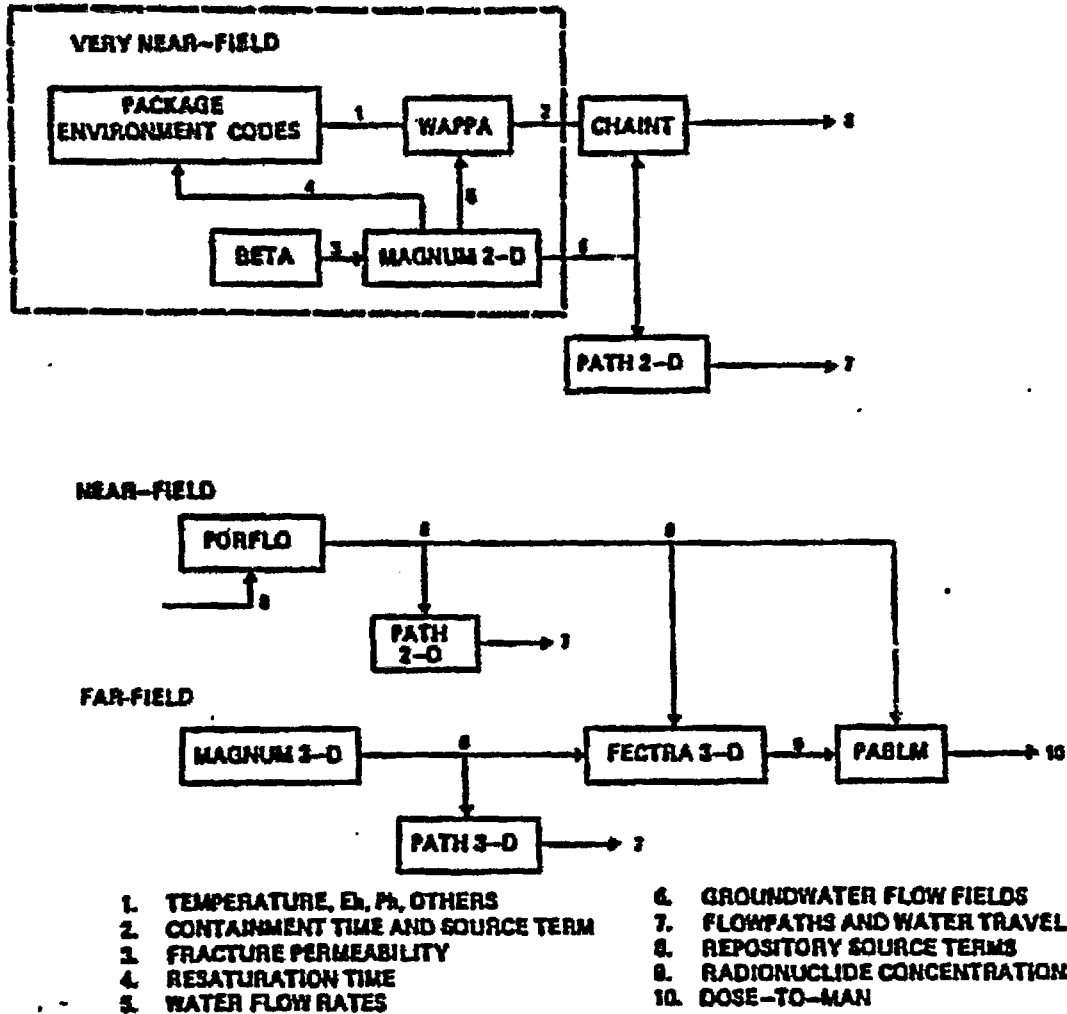 VERY NEAR-FIELD
PACKAGE
ENVIRONMENT CODES
1
WAPPA
2
CHAINT
8
4
5
BETA
3
MAGNUM 2-D
6
PATH 2-D
7
NEAR-FIELD
PORFLO
6
8
PATH
2-D
7
FAR-FIELD
MAGNUM 3-D
6
FECTRA 3-D
9
PABLM
10
PATH 3-D
7
1. TEMPERATURE, Eh, Ph, OTHERS
2. CONTAINMENT TIME AND SOURCE TERM
3. FRACTURE PERMEABILITY
4. RESATURATION TIME
5. WATER FLOW RATES
6. GROUNDWATER FLOW FIELDS
7. FLOWPATHS AND WATER TRAVEL
8. REPOSITORY SOURCE TERMS
9. RADIONUCLIDE CONCENTRATION
10. DOSE-TO-MAN